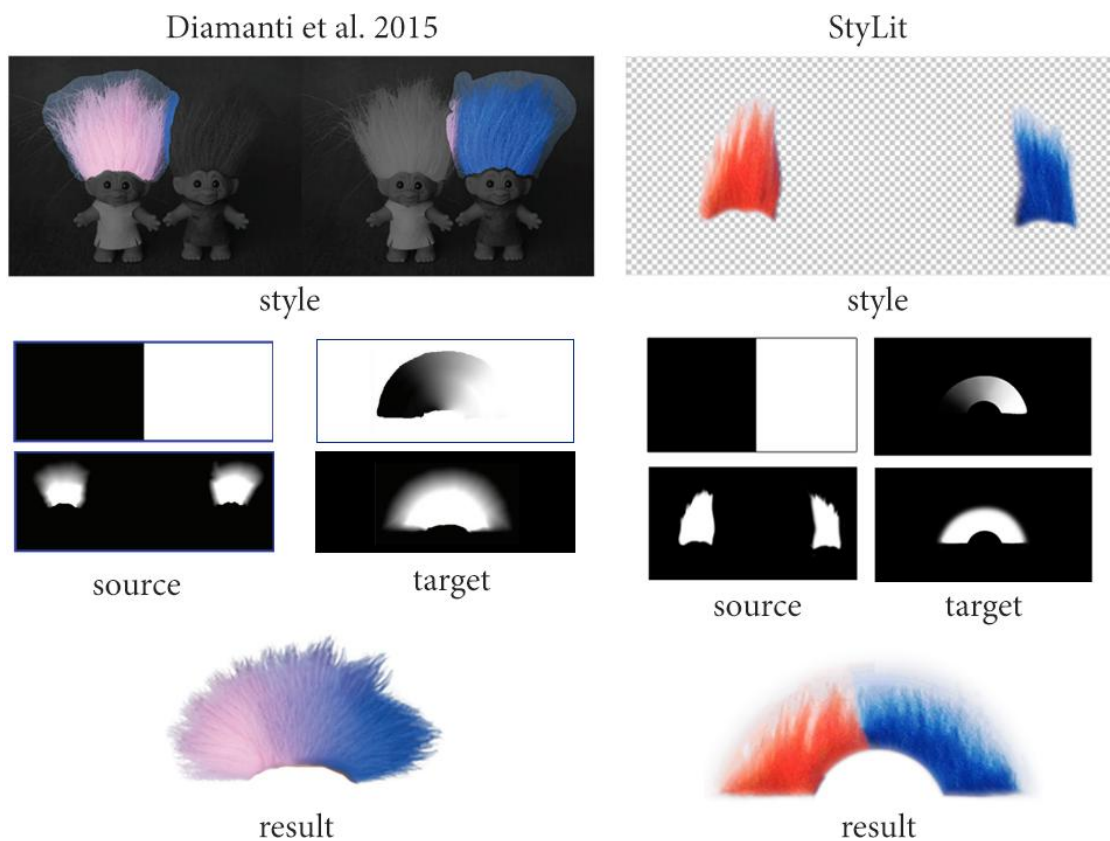 Diamanti et al. 2015
StyLit
style
style
source
target
source
target
result
result